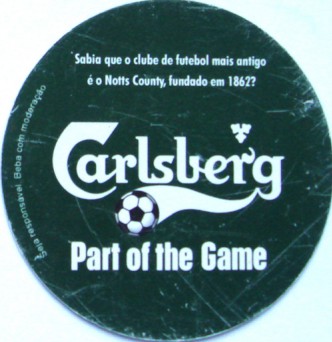 Sabia que o clube de futebol mais antigo
é o Notts County, fundado em 1862?
Carlsberg
Part of the Game
Seja responsável. Beba com moderação